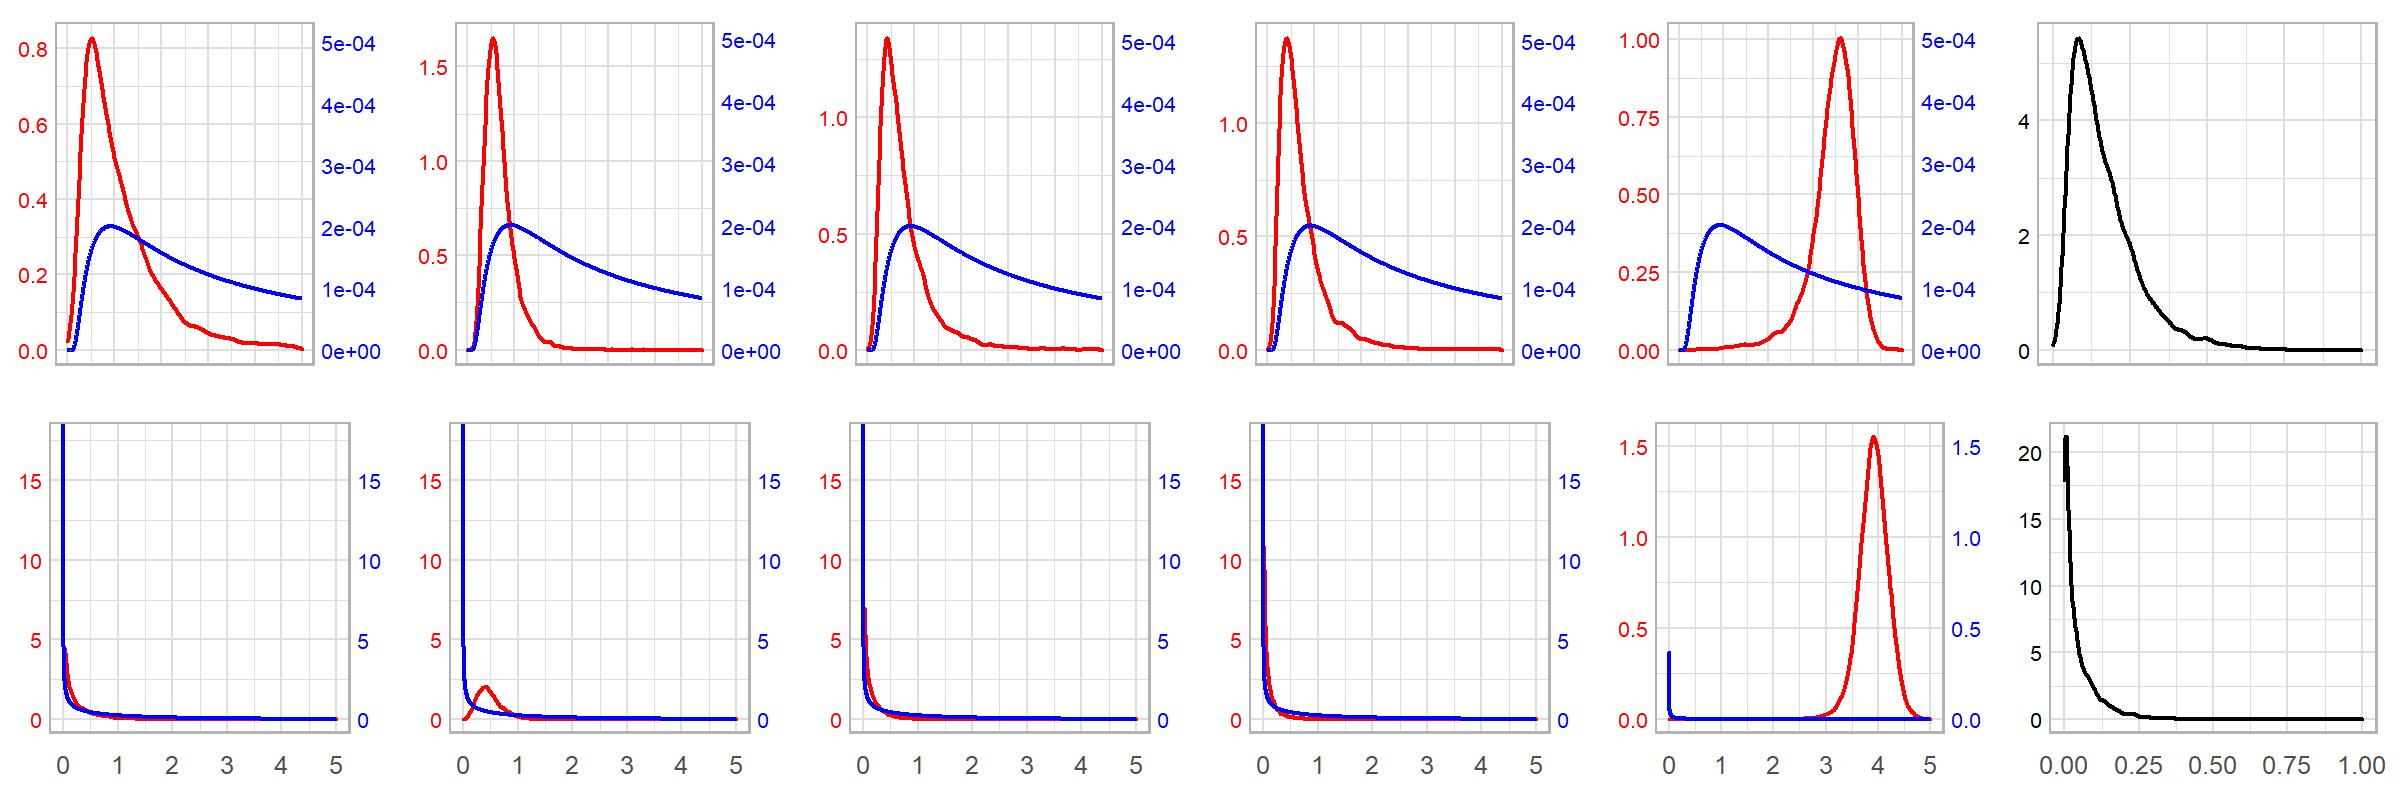 0.8 5e-04 5e-04 5e-04 5e-04 1.00 5e-04
1.5
4e-04 4e-04 4e-04 4e-04 4e-04
0.6 1.0 1.0 0.75 4
3e-04 1.0 3e-04 3e-04 3e-04 3e-04
0.4 0.50
2e-04 0.5 2e-04 0.5 2e-04 0.5 2e-04 2e-04 2
0.2 1e-04 1e-04 1e-04 1e-04 0.25 1e-04
0.0 0e+00 0.0 0e+00 0.0 0e+00 0.0 0e+00 0.00 0e+00 0
15 15 15 15 15 15 15 15 1.5 1.5 20
15
10 10 10 10 10 10 10 10 1.0 1.0
10
5 5 5 5 5 5 5 5 0.5 0.5 5
0 0 0 0 0 0 0 0 0.0 0.0 0
0 1 2 3 4 5 0 1 2 3 4 5 0 1 2 3 4 5 0 1 2 3 4 5 0 1 2 3 4 5 0.00 0.25 0.50 0.75 1.00